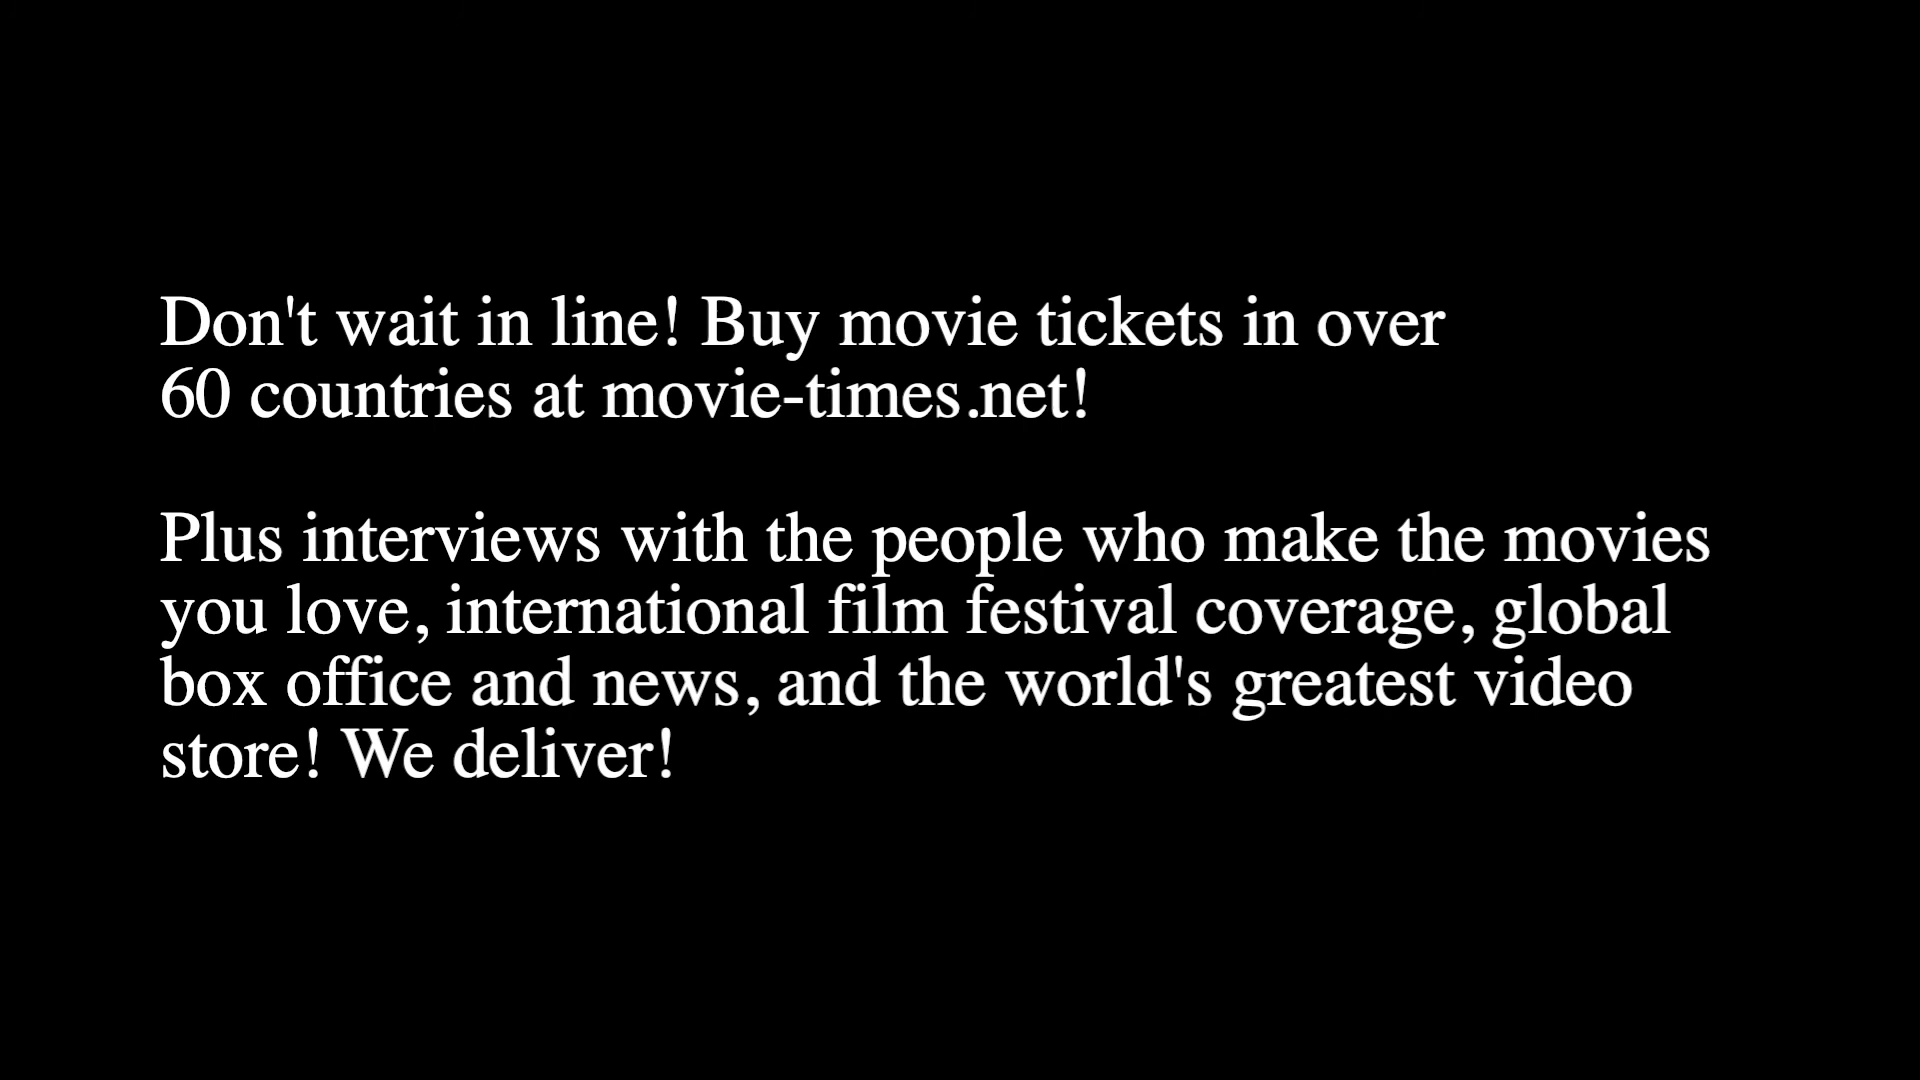 Don't wait in line! Buy movie tickets in over
60 countries at movie-times.net!
Plus interviews with the people who make the movies
you love, international film festival coverage, global
box office and news, and the world's greatest video
store! We deliver!